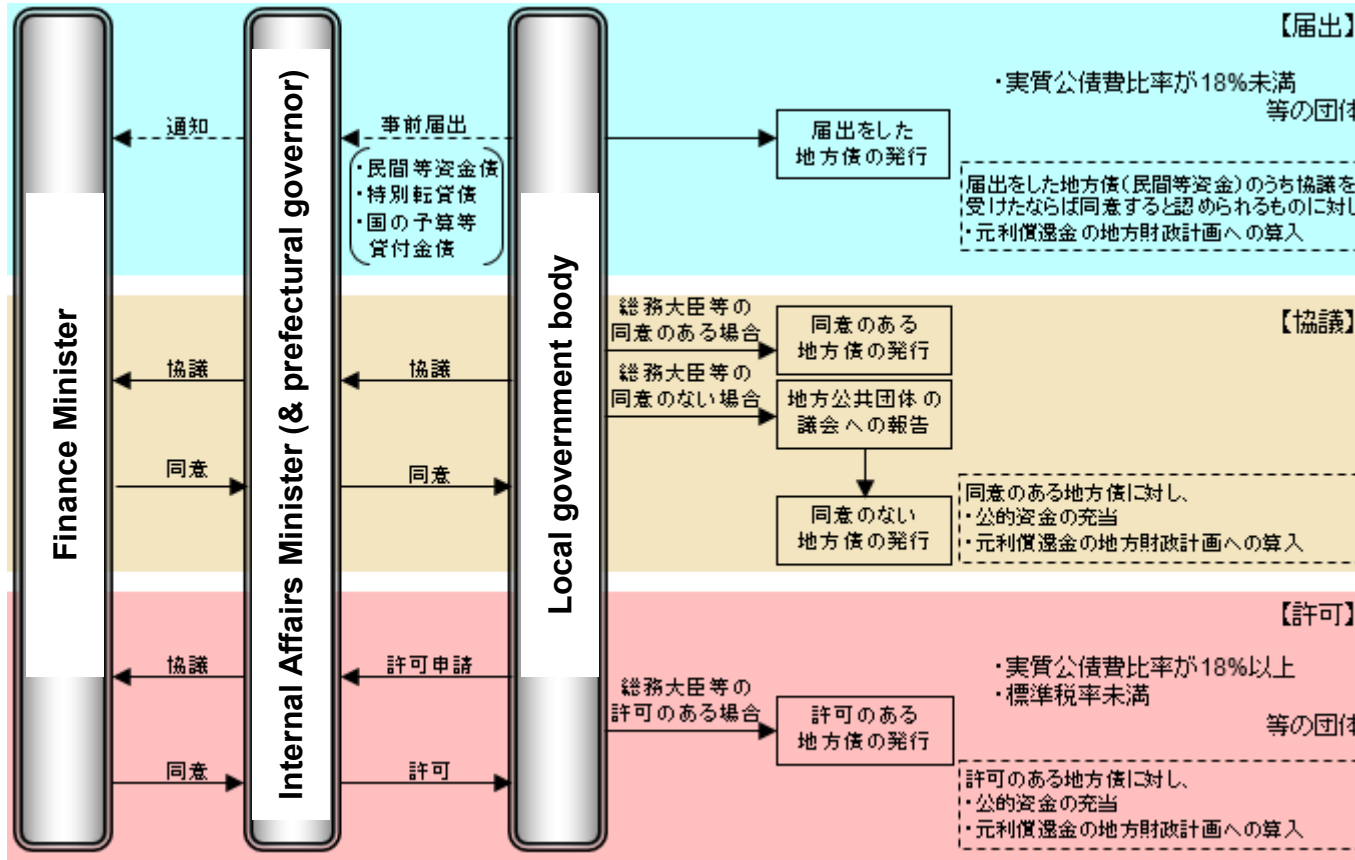 Finance Minister
Internal Affairs Minister (& prefectural governor)
Local government body
【届出】
・実質公債費比率が18%未満
等の団体
通知
事前届出
・民間等資金債
・特別転貸債
・国の予算等
貸付金債
届出をした
地方債の発行
届出をした地方債(民間等資金)のうち協議を
受けたならば同意すると認められるものに対し
・元利償還金の地方財政計画への算入
【協議】
協議
協議
同意
同意
総務大臣等の
同意のある場合
同意のある
地方債の発行
総務大臣等の
同意のない場合
地方公共団体の
議会への報告
同意のない
地方債の発行
同意のある地方債に対し、
・公的資金の充当
・元利償還金の地方財政計画への算入
【許可】
・実質公債費比率が18%以上
・標準税率未満
等の団体
協議
許可申請
同意
許可
総務大臣等の
許可のある場合
許可のある
地方債の発行
許可のある地方債に対し、
・公的資金の充当
・元利償還金の地方財政計画への算入